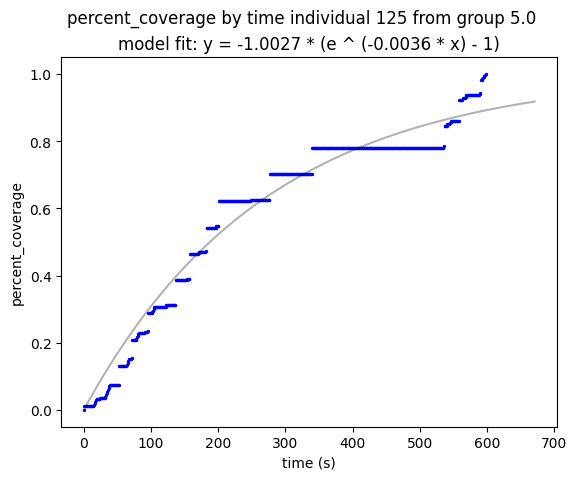 percent_coverage by time individual 125 from group 5.0
model fit: y = -1.0027 * (e ^ (-0.0036 * x) - 1)
1.0
0.8
0.6
0.4
0.2
0.0
percent_coverage
0 100 200 300 400 500 600 700
time (s)